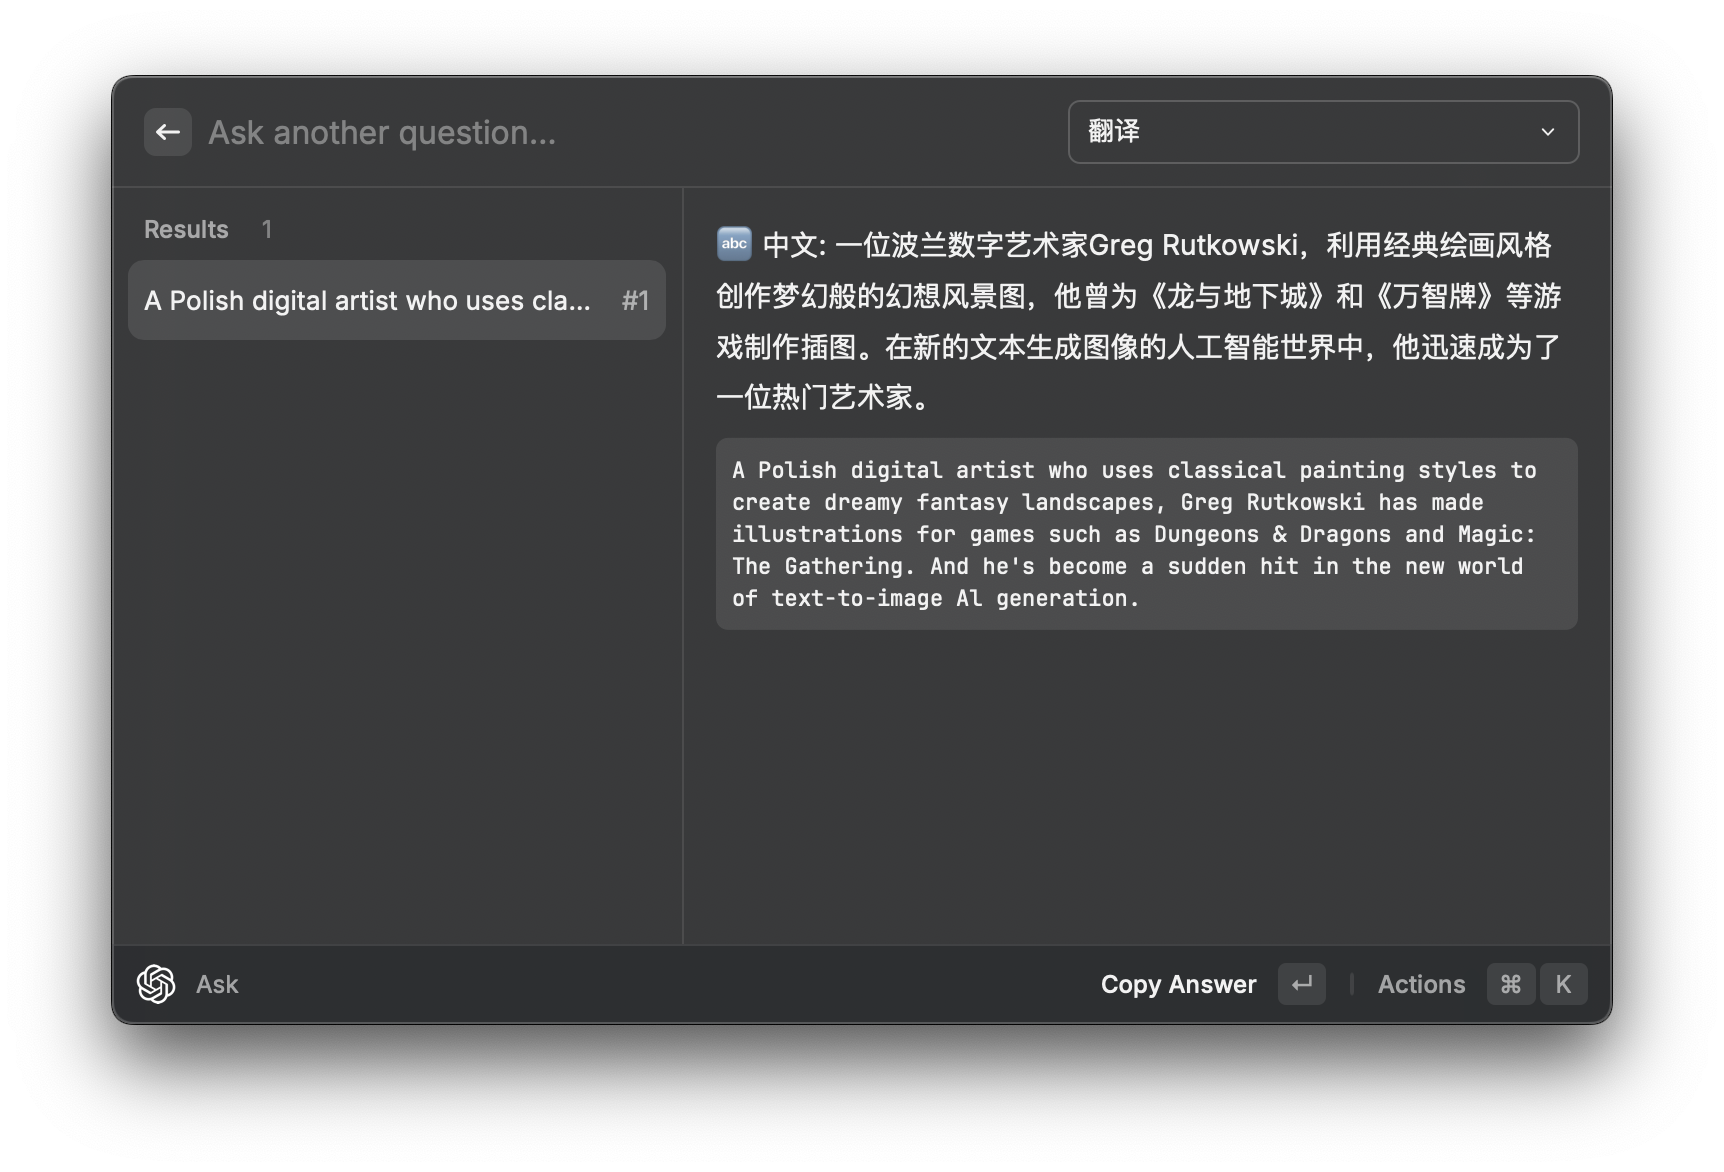 Ask another question...
翻译
Results 1
A Polish digital artist who uses cla... #1
abc 中文: 一位波兰数字艺术家Greg Rutkowski，利用经典绘画风格
创作梦幻般的幻想风景图，他曾为《龙与地下城》和《万智牌》等游
戏制作插图。在新的文本生成图像的人工智能世界中，他迅速成为了
一位热门艺术家。
A Polish digital artist who uses classical painting styles to
create dreamy fantasy landscapes, Greg Rutkowski has made
illustrations for games such as Dungeons & Dragons and Magic:
The Gathering. And he's become a sudden hit in the new world
of text-to-image Al generation.
Ask
Copy Answer ↵ | Actions ⌘ K